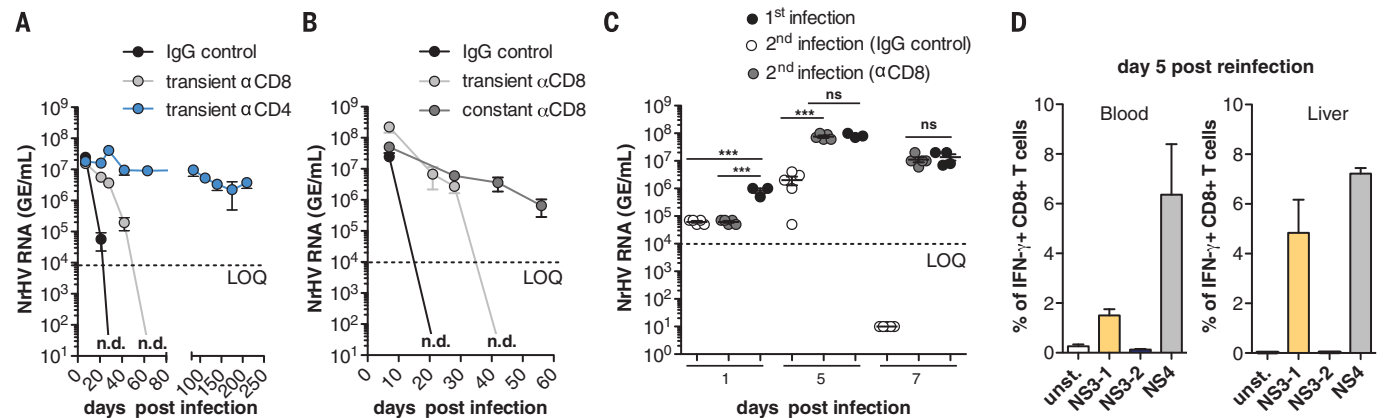 A
IgG control
transient αCD8
transient αCD4
NrHV RNA (GE/mL)
10⁹
10⁸
10⁷
10⁶
10⁵
10⁴
10³
10²
10¹
LOQ
n.d. n.d.
0 20 40 60 80 100 150 200 250
days post infection
B
IgG control
transient αCD8
constant αCD8
NrHV RNA (GE/mL)
10⁹
10⁸
10⁷
10⁶
10⁵
10⁴
10³
10²
10¹
LOQ
n.d. n.d.
0 10 20 30 40 50 60
days post infection
C
1st infection
2nd infection (IgG control)
2nd infection (αCD8)
NrHV RNA (GE/mL)
10⁹
10⁸
10⁷
10⁶
10⁵
10⁴
10³
10²
10¹
10⁰
***
***
***
ns
ns
LOQ
1 5 7
days post infection
D
day 5 post reinfection
Blood
% of IFN-γ+ CD8+ T cells
10
8
6
4
2
0
unst. NS3-1 NS3-2 NS4
Liver
% of IFN-γ+ CD8+ T cells
10
8
6
4
2
0
unst. NS3-1 NS3-2 NS4